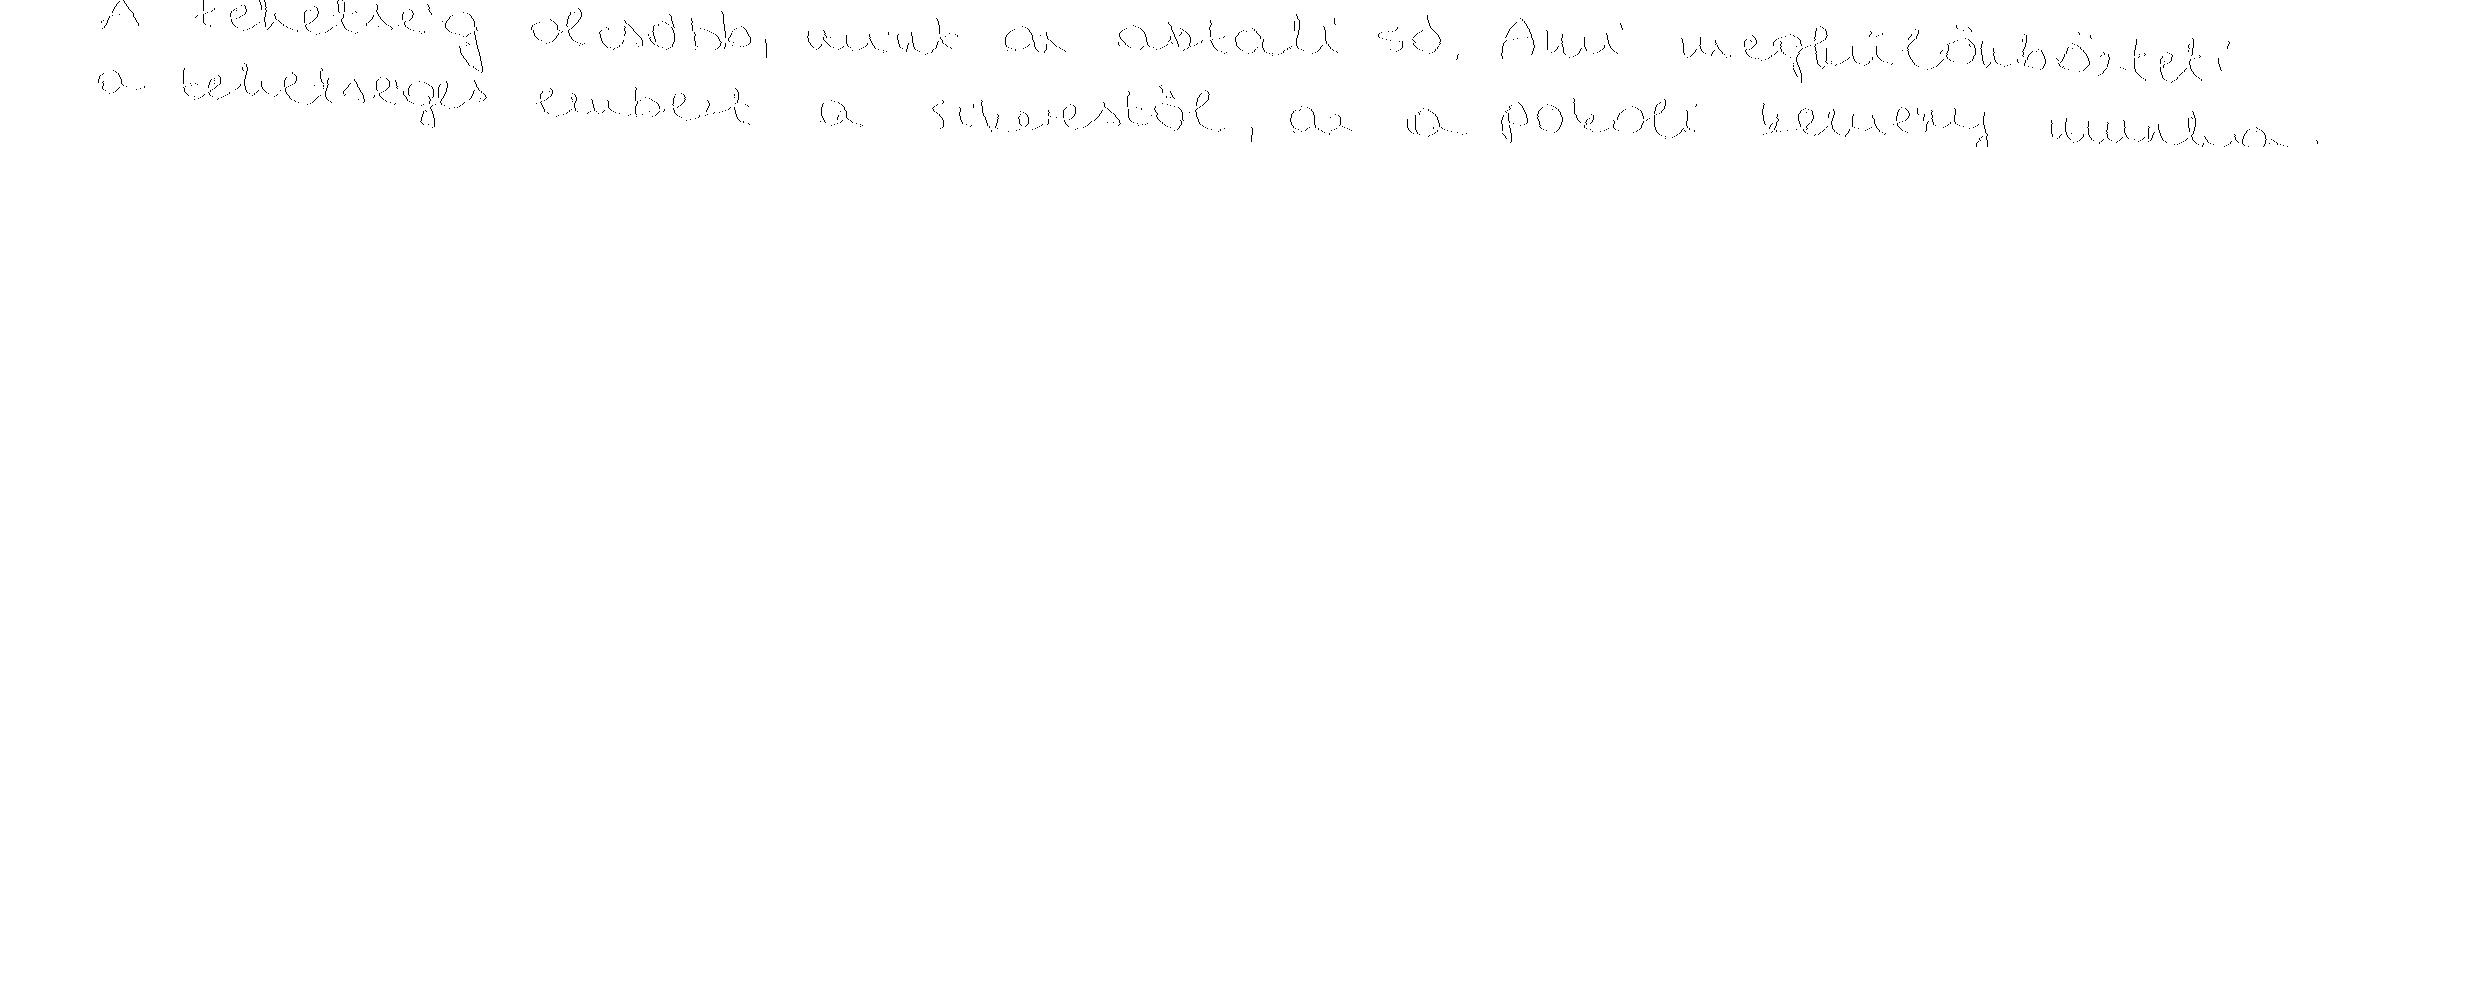 A tehetség olcsóbb, mint az asztali só. Ami megkülönbözteti
a tehetséges embert a sikerestől, az a pokoli kemény munka.